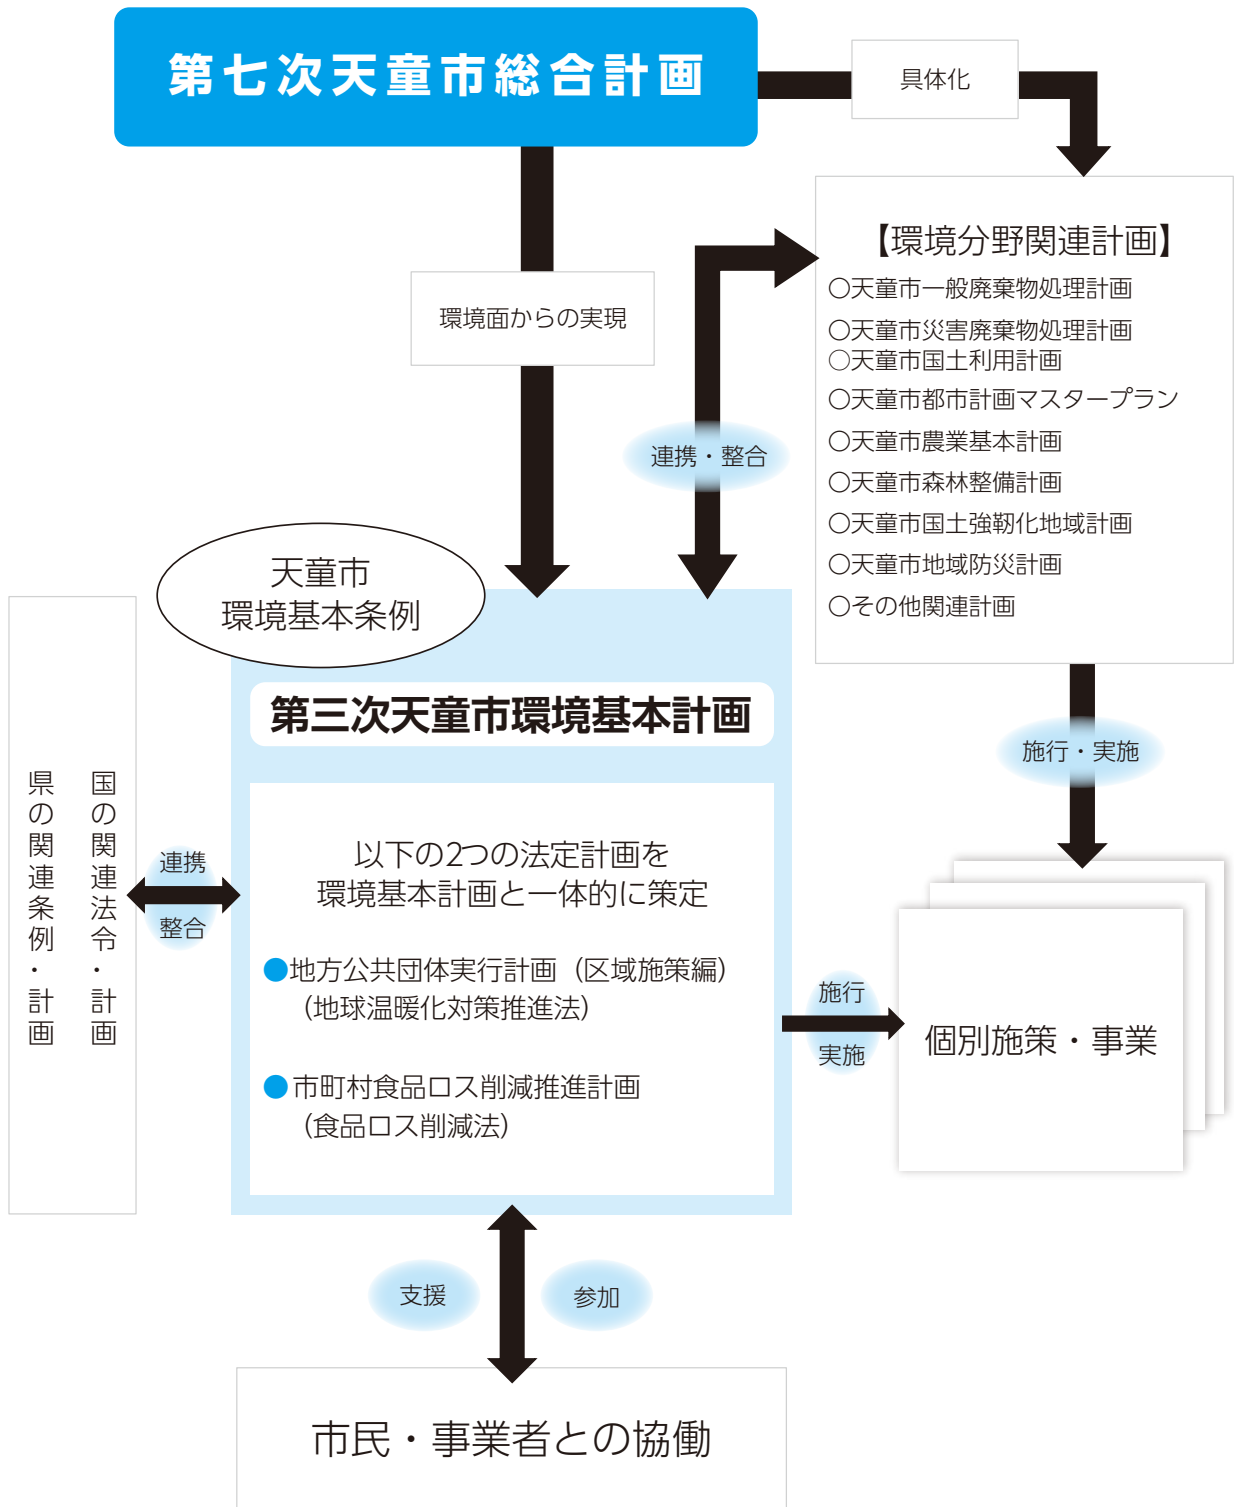 第七次天童市総合計画
具体化
環境面からの実現
【環境分野関連計画】
〇天童市一般廃棄物処理計画
〇天童市災害廃棄物処理計画
〇天童市国土利用計画
〇天童市都市計画マスタープラン
〇天童市農業基本計画
〇天童市森林整備計画
〇天童市国土強靭化地域計画
〇天童市地域防災計画
〇その他関連計画
連携・整合
天童市
環境基本条例
第三次天童市環境基本計画
以下の2つの法定計画を
環境基本計画と一体的に策定
●地方公共団体実行計画（区域施策編）
（地球温暖化対策推進法）
●市町村食品ロス削減推進計画
（食品ロス削減法）
国の関連法令・計画
県の関連条例・計画
連携
整合
施行・実施
施行
実施
個別施策・事業
支援
参加
市民・事業者との協働